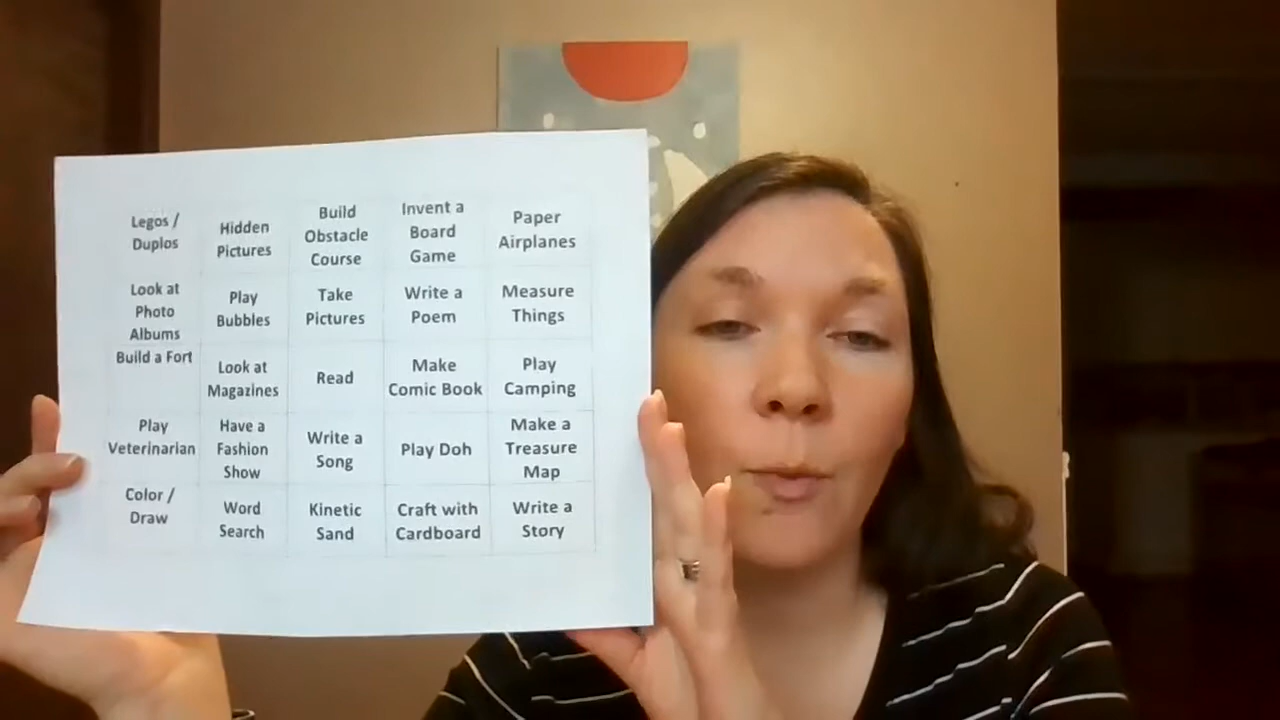 Legos /
Duplos
Hidden
Pictures
Build
Obstacle
Course
Invent a
Board
Game
Paper
Airplanes
Look at
Photo
Albums
Play
Bubbles
Take
Pictures
Write a
Poem
Measure
Things
Build a Fort
Look at
Magazines
Read
Make
Comic Book
Play
Camping
Play
Veterinarian
Have a
Fashion
Show
Write a
Song
Play Doh
Make a
Treasure
Map
Color /
Draw
Word
Search
Kinetic
Sand
Craft with
Cardboard
Write a
Story